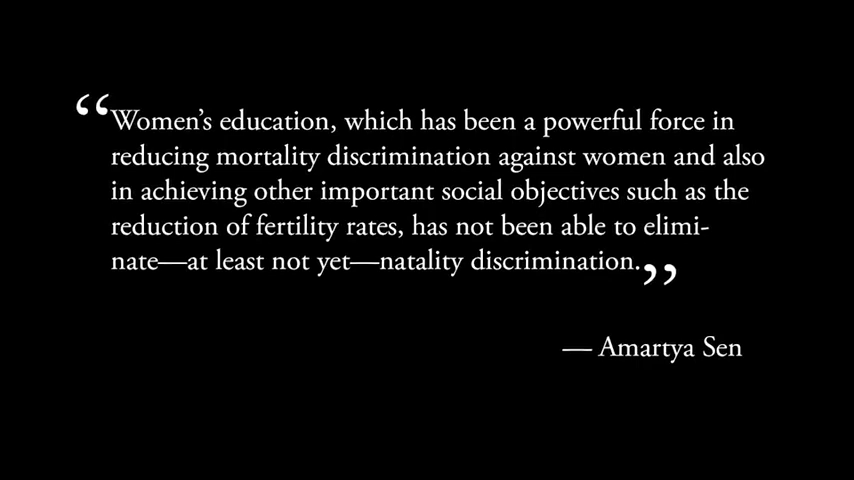 “Women’s education, which has been a powerful force in
reducing mortality discrimination against women and also
in achieving other important social objectives such as the
reduction of fertility rates, has not been able to elimi-
nate—at least not yet—natality discrimination.”
— Amartya Sen